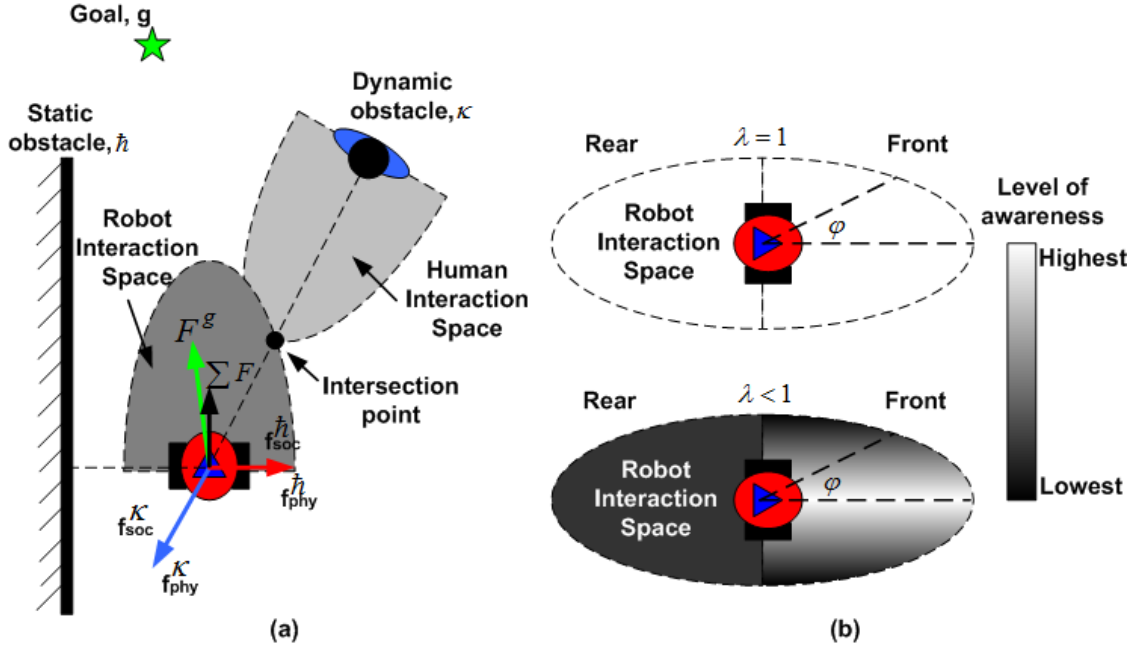 Goal, g
Dynamic
obstacle, κ
Static
obstacle, ħ
Robot
Interaction
Space
Human
Interaction
Space
F^g
∑ F
Intersection
point
f_soc^ħ
f_phy^ħ
f_soc^κ
f_phy^κ
(a)
Rear
λ = 1
Front
Robot
Interaction
Space
φ
Level of
awareness
Highest
Lowest
Rear
λ < 1
Front
Robot
Interaction
Space
φ
(b)